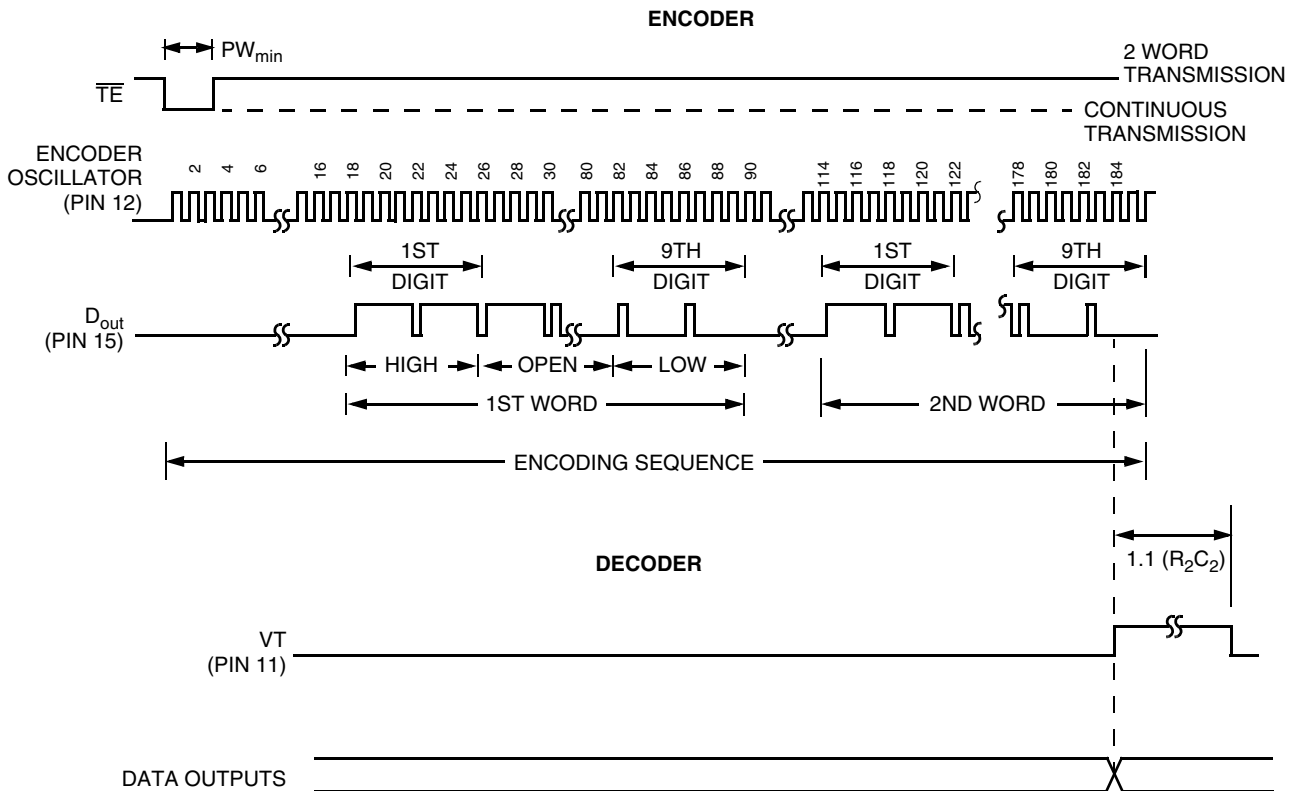 ENCODER
PWmin
TE
2 WORD
TRANSMISSION
CONTINUOUS
TRANSMISSION
ENCODER
OSCILLATOR
(PIN 12)
2 4 6 16 18 20 22 24 26 28 30 80 82 84 86 88 90 114 116 118 120 122 178 180 182 184
1ST
DIGIT
9TH
DIGIT
1ST
DIGIT
9TH
DIGIT
Dout
(PIN 15)
HIGH OPEN LOW
1ST WORD
2ND WORD
ENCODING SEQUENCE
DECODER
1.1 (R2C2)
VT
(PIN 11)
DATA OUTPUTS